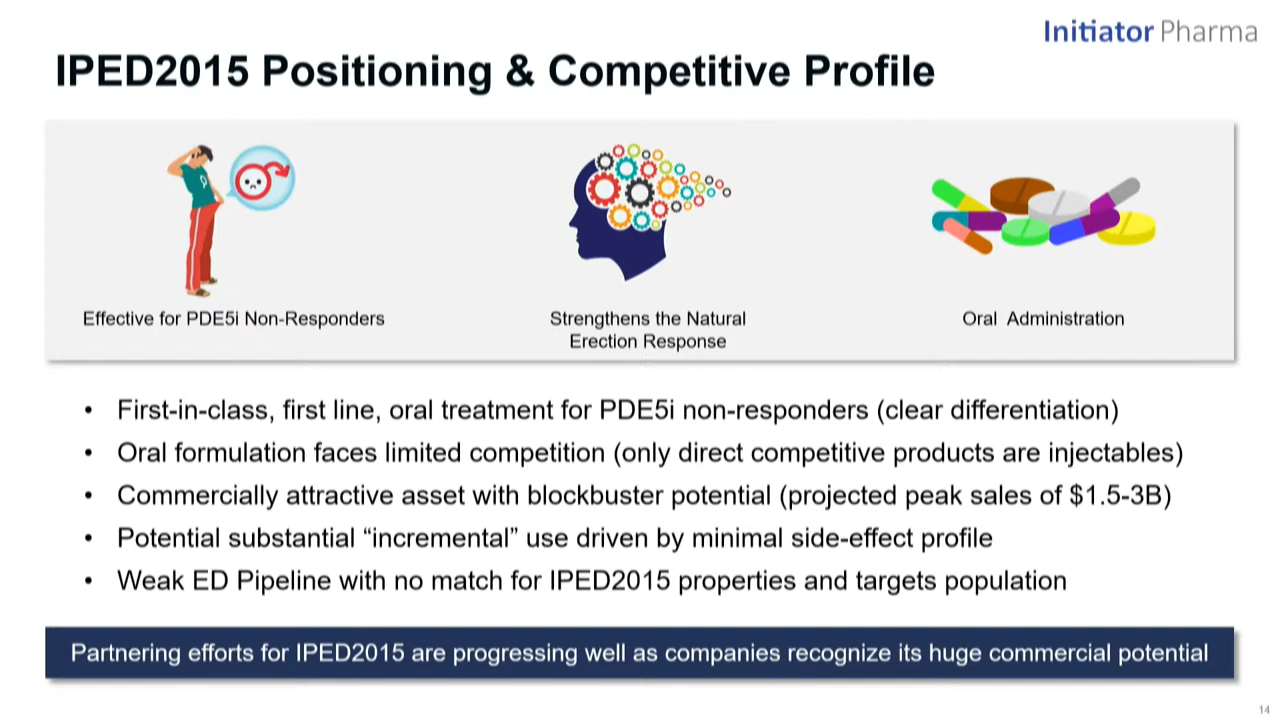 Initiator Pharma
IPED2015 Positioning & Competitive Profile
Effective for PDE5i Non-Responders
Strengthens the Natural
Erection Response
Oral Administration
• First-in-class, first line, oral treatment for PDE5i non-responders (clear differentiation)
• Oral formulation faces limited competition (only direct competitive products are injectables)
• Commercially attractive asset with blockbuster potential (projected peak sales of $1.5-3B)
• Potential substantial “incremental” use driven by minimal side-effect profile
• Weak ED Pipeline with no match for IPED2015 properties and targets population
Partnering efforts for IPED2015 are progressing well as companies recognize its huge commercial potential
14